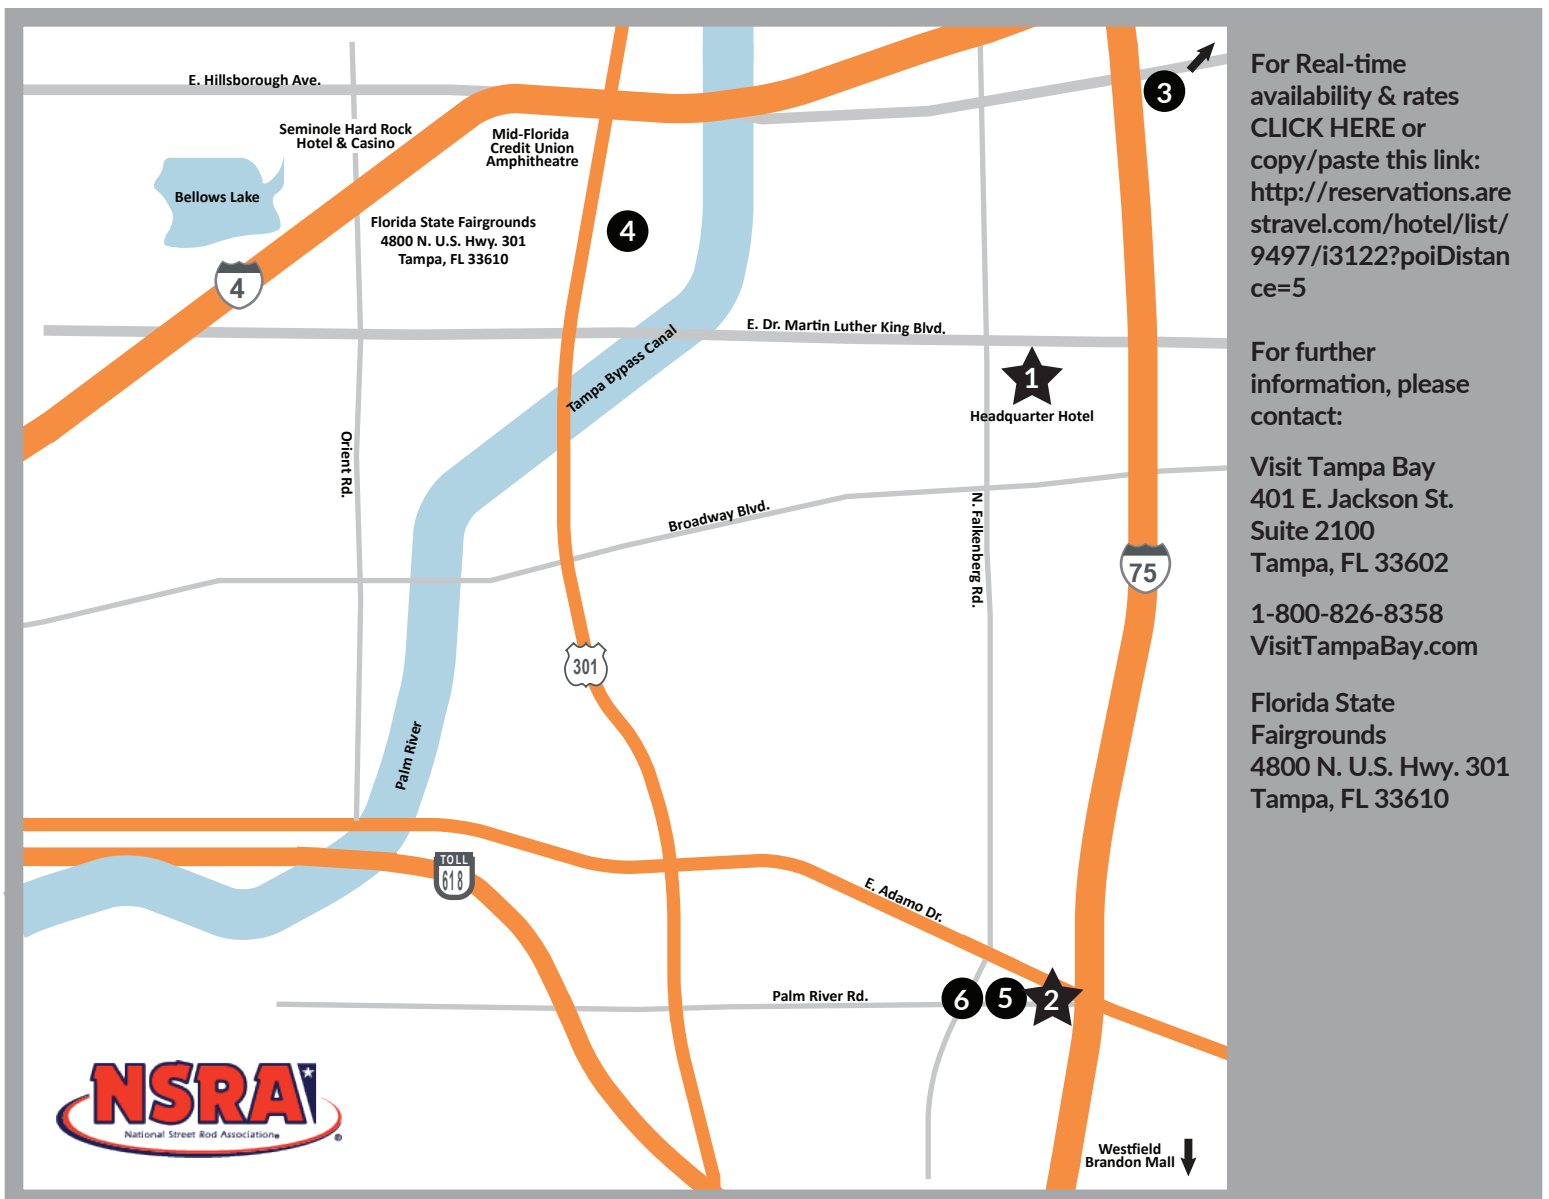 E. Hillsborough Ave.
Seminole Hard Rock
Hotel & Casino
Mid-Florida
Credit Union
Amphitheatre
3
Bellows Lake
Florida State Fairgrounds
4800 N. U.S. Hwy. 301
Tampa, FL 33610
4
4
E. Dr. Martin Luther King Blvd.
Tampa Bypass Canal
1
Headquarter Hotel
Orient Rd.
Broadway Blvd.
N. Falkenberg Rd.
75
301
Palm River
TOLL
618
E. Adamo Dr.
Palm River Rd.
6
5
2
NSRA
National Street Rod Association®
®
Westfield
Brandon Mall
For Real-time
availability & rates
CLICK HERE or
copy/paste this link:
http://reservations.are
stravel.com/hotel/list/
9497/i3122?poiDistan
ce=5
For further
information, please
contact:
Visit Tampa Bay
401 E. Jackson St.
Suite 2100
Tampa, FL 33602
1-800-826-8358
VisitTampaBay.com
Florida State
Fairgrounds
4800 N. U.S. Hwy. 301
Tampa, FL 33610